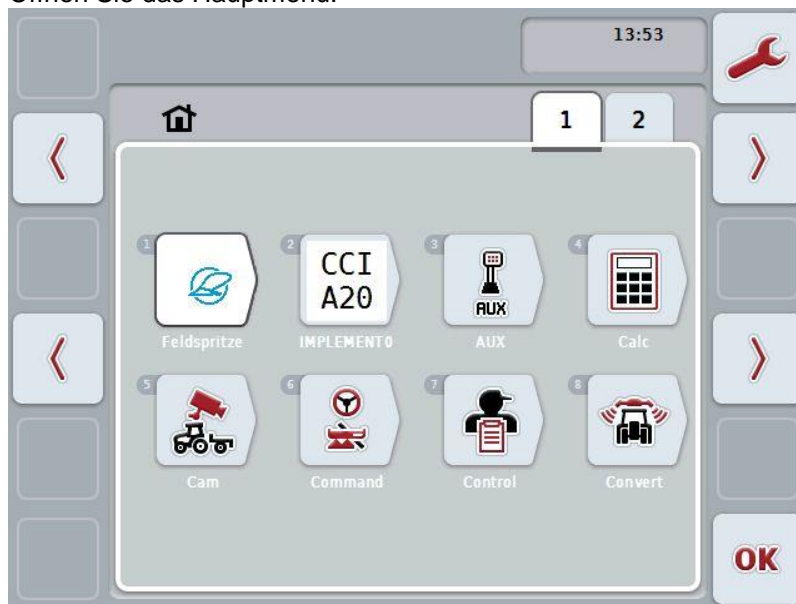 Öffnen Sie das Hauptmenü.
13:53
1 2
1 2 3 4
CCI
A20
AUX
Feldspritze IMPLEMENT0 AUX Calc
5 6 7 8
Cam Command Control Convert
OK